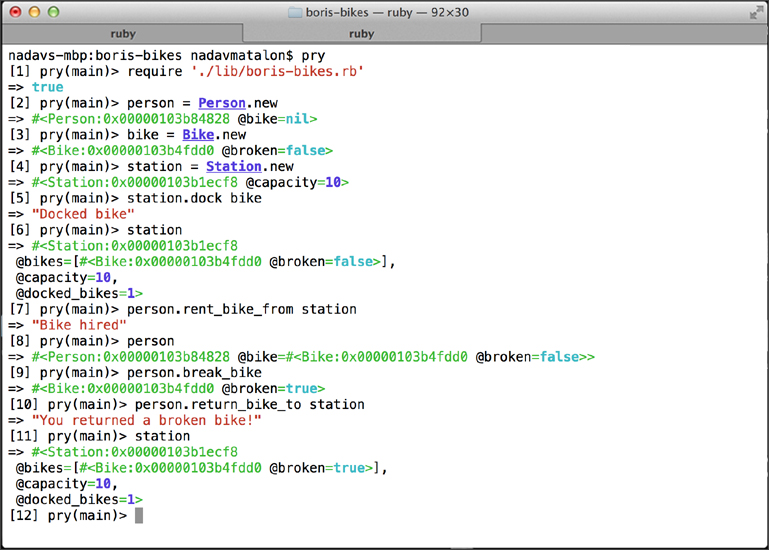 boris-bikes — ruby — 92×30
ruby
ruby
nadavs-mbp:boris-bikes nadavmatalon$ pry
[1] pry(main)> require './lib/boris-bikes.rb'
=> true
[2] pry(main)> person = Person.new
=> #<Person:0x00000103b84828 @bike=nil>
[3] pry(main)> bike = Bike.new
=> #<Bike:0x00000103b4fdd0 @broken=false>
[4] pry(main)> station = Station.new
=> #<Station:0x00000103b1ecf8 @capacity=10>
[5] pry(main)> station.dock bike
=> "Docked bike"
[6] pry(main)> station
=> #<Station:0x00000103b1ecf8
 @bikes=[#<Bike:0x00000103b4fdd0 @broken=false>],
 @capacity=10,
 @docked_bikes=1>
[7] pry(main)> person.rent_bike_from station
=> "Bike hired"
[8] pry(main)> person
=> #<Person:0x00000103b84828 @bike=#<Bike:0x00000103b4fdd0 @broken=false>>
[9] pry(main)> person.break_bike
=> #<Bike:0x00000103b4fdd0 @broken=true>
[10] pry(main)> person.return_bike_to station
=> "You returned a broken bike!"
[11] pry(main)> station
=> #<Station:0x00000103b1ecf8
 @bikes=[#<Bike:0x00000103b4fdd0 @broken=true>],
 @capacity=10,
 @docked_bikes=1>
[12] pry(main)>